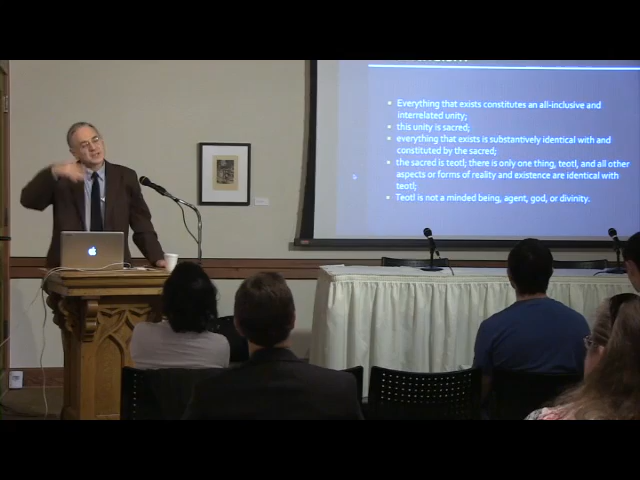 Everything that exists constitutes an all-inclusive and
interrelated unity;
this unity is sacred;
everything that exists is substantively identical with and
constituted by the sacred;
the sacred is teotl; there is only one thing, teotl, and all other
aspects or forms of reality and existence are identical with
teotl;
Teotl is not a minded being, agent, god, or divinity.